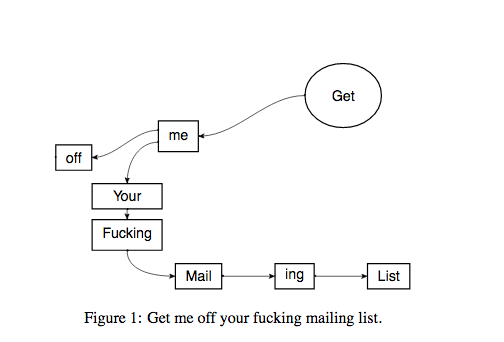 Get
me
off
Your
Fucking
Mail
ing
List
Figure 1: Get me off your fucking mailing list.